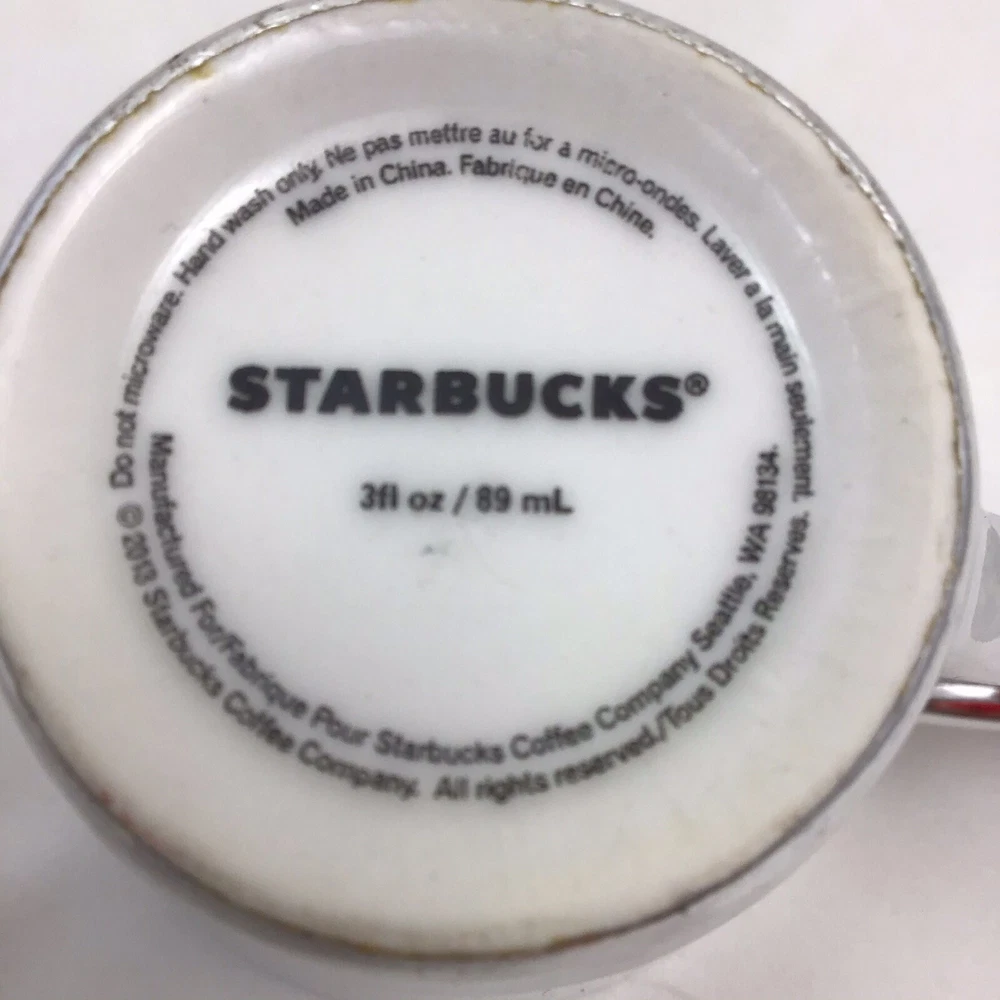 Do not microware. Hand wash only. Ne pas mettre au for a micro-ondes. Laver a la main seulement.
Made in China. Fabrique en Chine.
STARBUCKS®
3fl oz / 89 mL
Manufactured For/Fabrique Pour Starbucks Coffee Company Seattle, WA 98134.
© 2013 Starbucks Coffee Company. All rights reserved/Tous Droits Reserves.